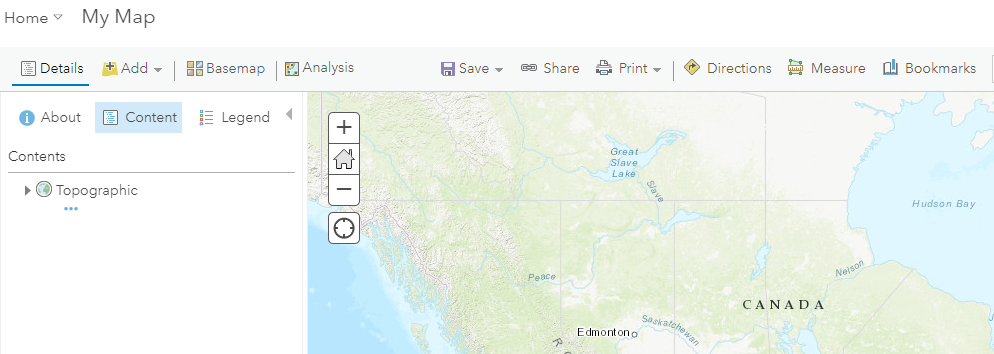 Home My Map
Details Add Basemap Analysis Save Share Print Directions Measure Bookmarks
About Content Legend
Contents
Topographic
Great
Slave
Lake
Slave
Hudson Bay
Peace
Nelson
CANADA
Saskatchewan
Edmonton
R O